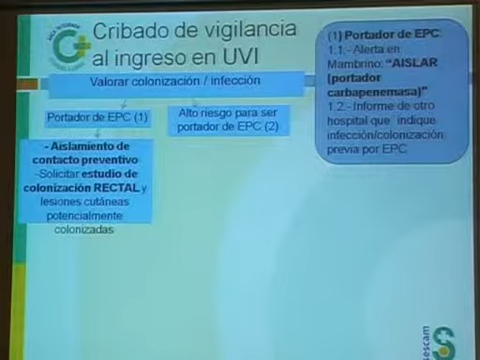 Cribado de vigilancia
al ingreso en UVI
Valorar colonización / infección
Portador de EPC (1)
Alto riesgo para ser
portador de EPC (2)
- Aislamiento de
contacto preventivo
-Solicitar estudio de
colonización RECTAL y
lesiones cutáneas
potencialmente
colonizadas
(1) Portador de EPC:
1.1.- Alerta en
Mambrino: "AISLAR
(portador
carbapenemasa)"
1.2.- Informe de otro
hospital que indique
infección/colonización
previa por EPC
sescam